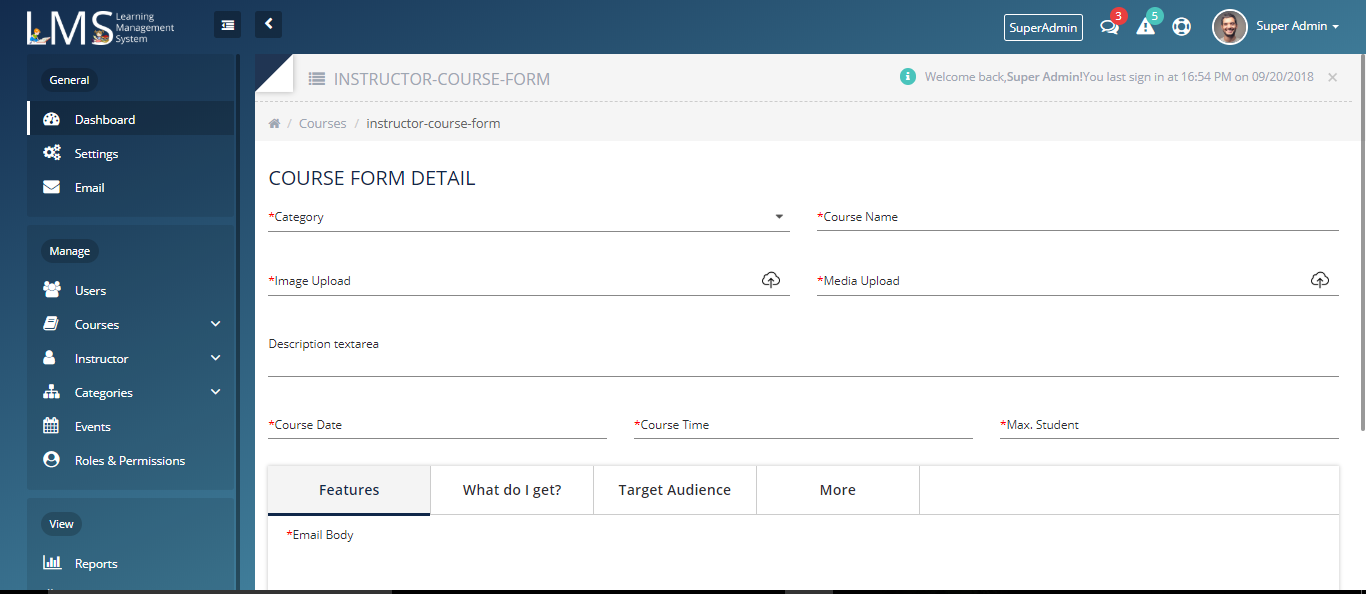 LMS Learning
Management
System
SuperAdmin
3
5
Super Admin
General
Dashboard
Settings
Email
Manage
Users
Courses
Instructor
Categories
Events
Roles & Permissions
View
Reports
INSTRUCTOR-COURSE-FORM
Welcome back,Super Admin!You last sign in at 16:54 PM on 09/20/2018 ×
/ Courses / instructor-course-form
COURSE FORM DETAIL
*Category
*Course Name
*Image Upload
*Media Upload
Description textarea
*Course Date
*Course Time
*Max. Student
Features
What do I get?
Target Audience
More
*Email Body